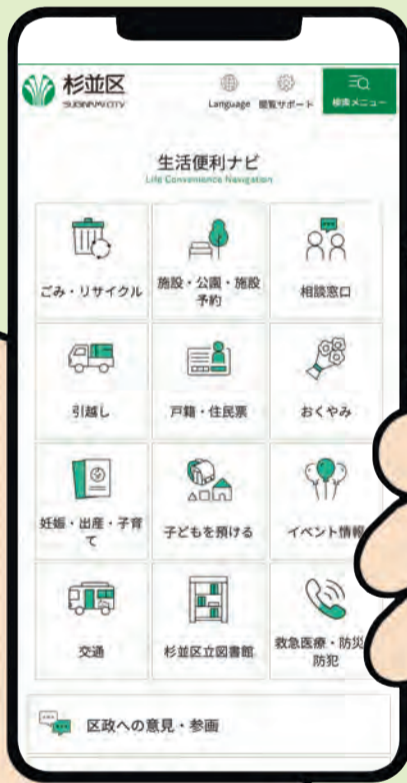 杉並区
SUGINAMI CITY
Language
閲覧サポート
検索メニュー
生活便利ナビ
Life Convenience Navigation
ごみ・リサイクル
施設・公園・施設
予約
相談窓口
引越し
戸籍・住民票
おくやみ
妊娠・出産・子育
て
子どもを預ける
イベント情報
交通
杉並区立図書館
救急医療・防災
防犯
区政への意見・参画